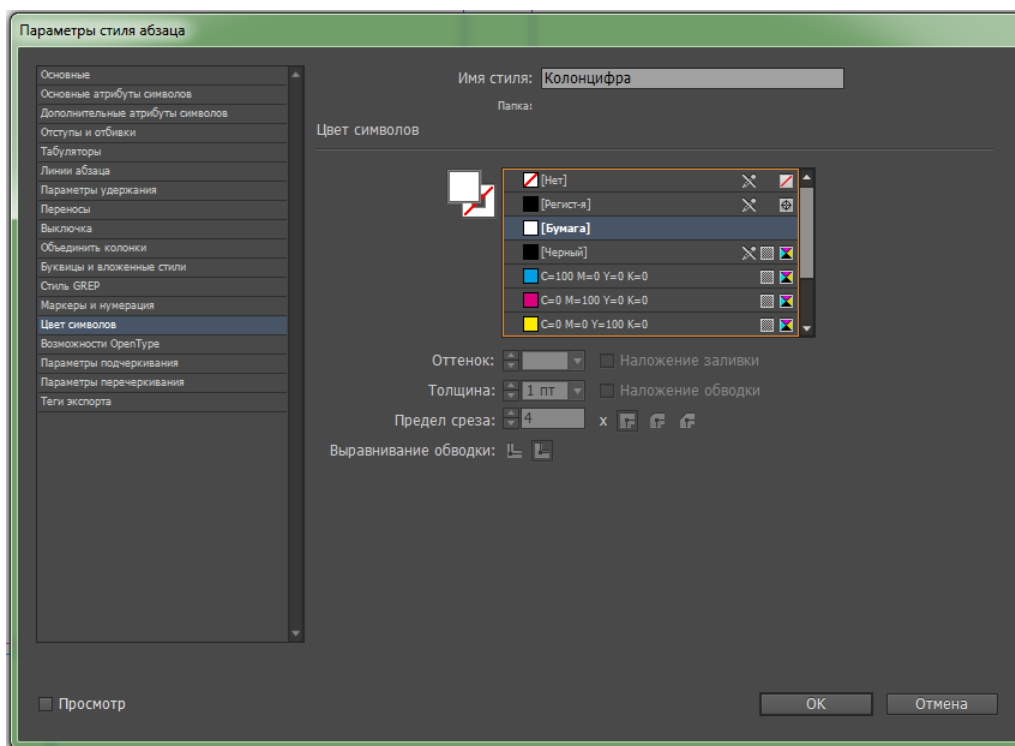 Параметры стиля абзаца
Основные
Основные атрибуты символов
Дополнительные атрибуты символов
Отступы и отбивки
Табуляторы
Линии абзаца
Параметры удержания
Переносы
Выключка
Объединить колонки
Буквицы и вложенные стили
Стиль GREP
Маркеры и нумерация
Цвет символов
Возможности OpenType
Параметры подчеркивания
Параметры перечеркивания
Теги экспорта
Имя стиля: Колонцифра
Папка:
Цвет символов
[Нет]
[Регист-я]
[Бумага]
[Черный]
C=100 M=0 Y=0 K=0
C=0 M=100 Y=0 K=0
C=0 M=0 Y=100 K=0
Оттенок: Наложение заливки
Толщина: 1 пт Наложение обводки
Предел среза: 4 x
Выравнивание обводки:
Просмотр
ОК Отмена